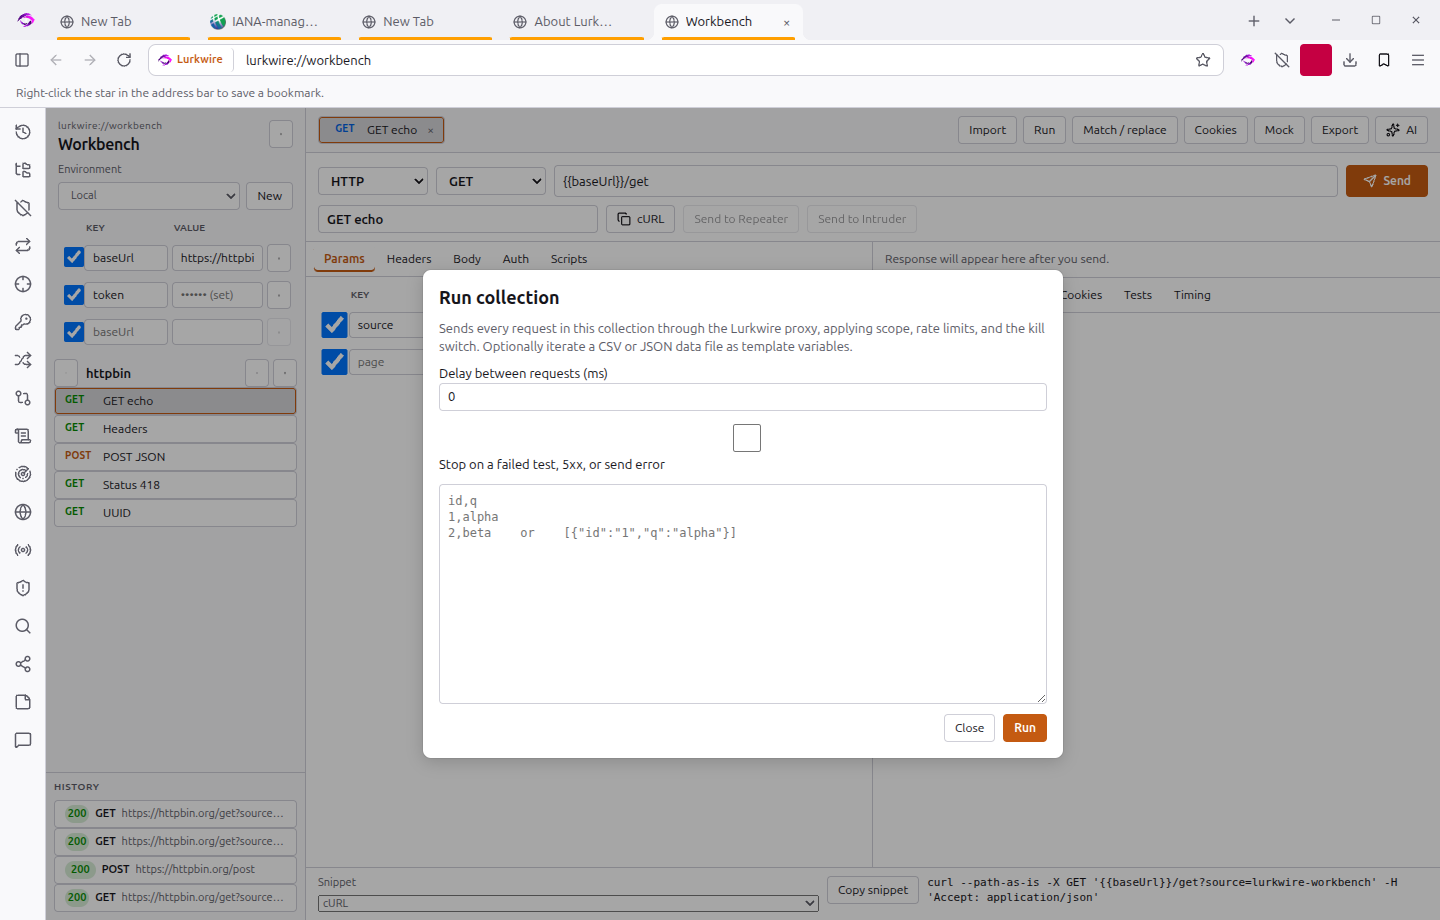 New Tab
IANA-manag...
New Tab
About Lurk...
Workbench
Lurkwire
lurkwire://workbench
Right-click the star in the address bar to save a bookmark.
lurkwire://workbench
Workbench
Environment
Local
New
KEY
VALUE
baseUrl
https://httpbi
token
•••••• (set)
baseUrl
httpbin
GET GET echo
GET Headers
POST POST JSON
GET Status 418
GET UUID
HISTORY
200 GET https://httpbin.org/get?source...
200 GET https://httpbin.org/get?source...
200 POST https://httpbin.org/post
200 GET https://httpbin.org/get?source...
GET GET echo
Import
Run
Match / replace
Cookies
Mock
Export
AI
HTTP
GET
{{baseUrl}}/get
Send
GET echo
cURL
Send to Repeater
Send to Intruder
Params
Headers
Body
Auth
Scripts
Response will appear here after you send.
KEY
source
page
Cookies
Tests
Timing
Run collection
Sends every request in this collection through the Lurkwire proxy, applying scope, rate limits, and the kill
switch. Optionally iterate a CSV or JSON data file as template variables.
Delay between requests (ms)
0
Stop on a failed test, 5xx, or send error
id,q
1,alpha
2,beta    or    [{"id":"1","q":"alpha"}]
Close
Run
Snippet
cURL
Copy snippet
curl --path-as-is -X GET '{{baseUrl}}/get?source=lurkwire-workbench' -H
'Accept: application/json'